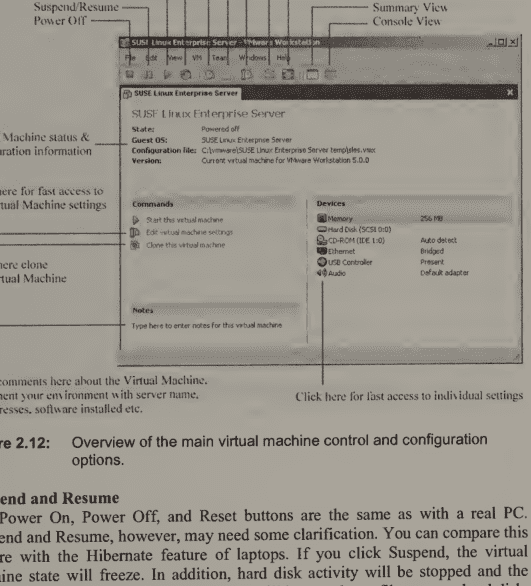 Suspend/Resume
Power Off
Summary View
Console View
SUSE Linux Enterprise Server - VMware Workstation
File Edit View VM Team Windows Help
SUSE Linux Enterprise Server
SUSE Linux Enterprise Server
State: Powered off
Guest OS: SUSE Linux Enterprise Server
Configuration file: C:\vmware\SUSE Linux Enterprise Server temp\sles.vmx
Version: Current virtual machine for VMware Workstation 5.0.0
Machine status &
uration information
here for fast access to
tual Machine settings
here clone
tual Machine
Commands
Start this virtual machine
Edit virtual machine settings
Clone this virtual machine
Devices
Memory 256 MB
Hard Disk (SCSI 0:0)
CD-ROM (IDE 1:0) Auto detect
Ethernet Bridged
USB Controller Present
Audio Default adapter
Notes
Type here to enter notes for this virtual machine
comments here about the Virtual Machine.
ment your environment with server name,
resses, software installed etc.
Click here for fast access to individual settings
re 2.12: Overview of the main virtual machine control and configuration
options.
end and Resume
Power On, Power Off, and Reset buttons are the same as with a real PC.
end and Resume, however, may need some clarification. You can compare this
re with the Hibernate feature of laptops. If you click Suspend, the virtual
ine state will freeze. In addition, hard disk activity will be stopped and the